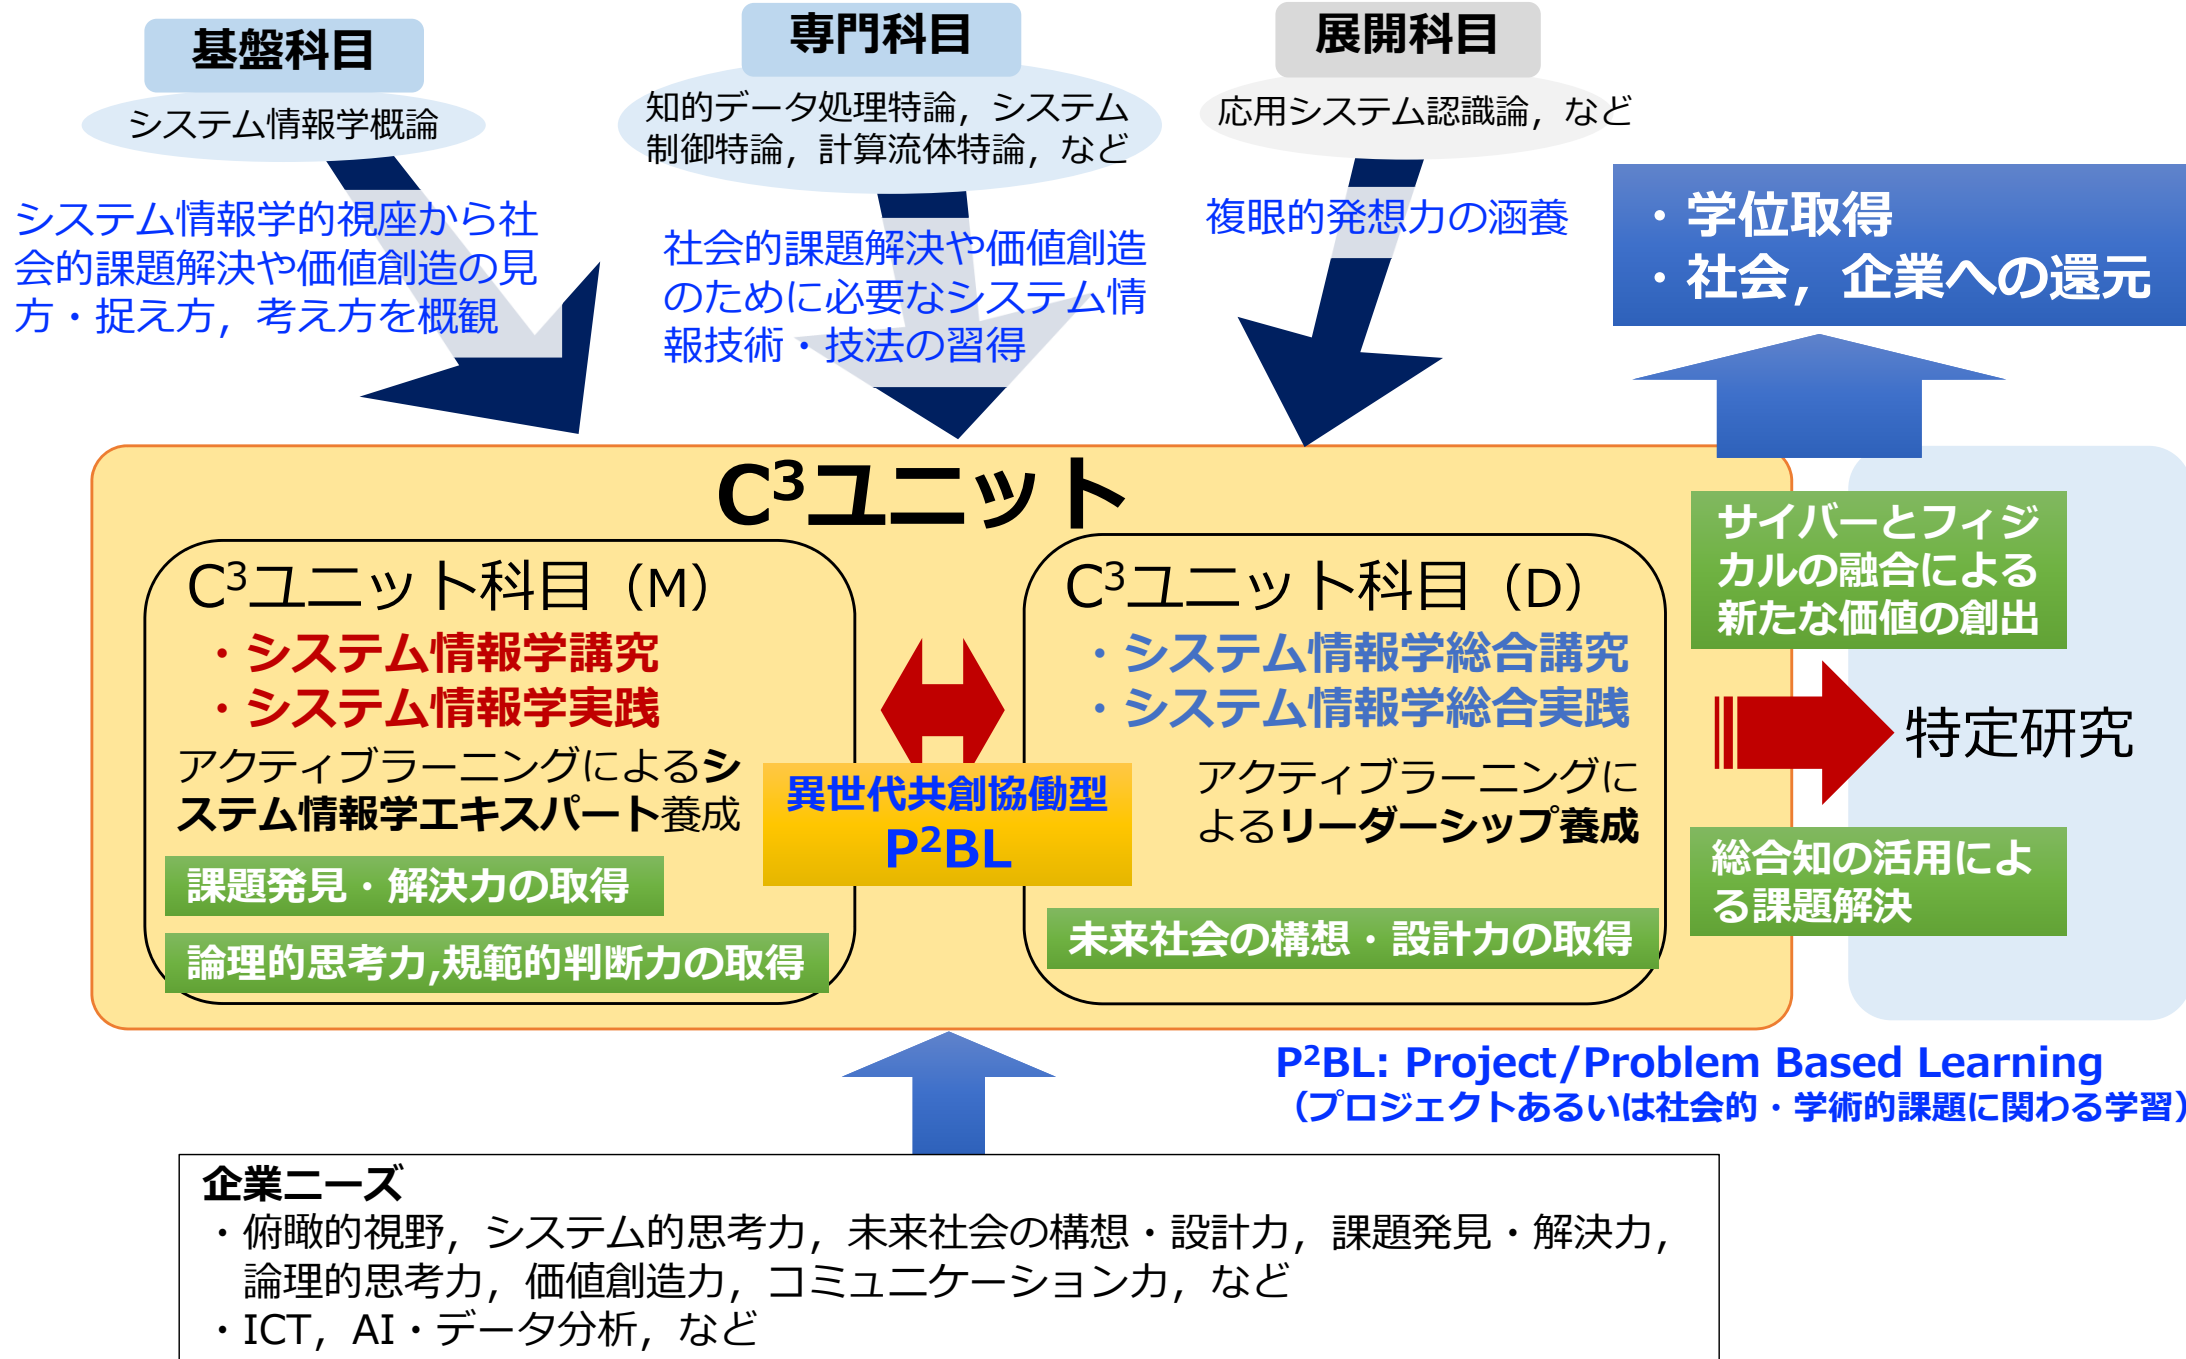 基盤科目
システム情報学概論
システム情報学的視座から社
会的課題解決や価値創造の見
方・捉え方，考え方を概観
専門科目
知的データ処理特論，システム
制御特論，計算流体特論，など
社会的課題解決や価値創造
のために必要なシステム情
報技術・技法の習得
展開科目
応用システム認識論，など
複眼的発想力の涵養
・学位取得
・社会，企業への還元
C³ユニット
C³ユニット科目（M）
・システム情報学講究
・システム情報学実践
アクティブラーニングによるシ
ステム情報学エキスパート養成
課題発見・解決力の取得
論理的思考力,規範的判断力の取得
異世代共創協働型
P²BL
C³ユニット科目（D）
・システム情報学総合講究
・システム情報学総合実践
アクティブラーニングに
よるリーダーシップ養成
未来社会の構想・設計力の取得
サイバーとフィジ
カルの融合による
新たな価値の創出
特定研究
総合知の活用によ
る課題解決
P²BL: Project/Problem Based Learning
（プロジェクトあるいは社会的・学術的課題に関わる学習）
企業ニーズ
・俯瞰的視野，システム的思考力，未来社会の構想・設計力，課題発見・解決力，
論理的思考力，価値創造力，コミュニケーション力，など
・ICT，AI・データ分析，など